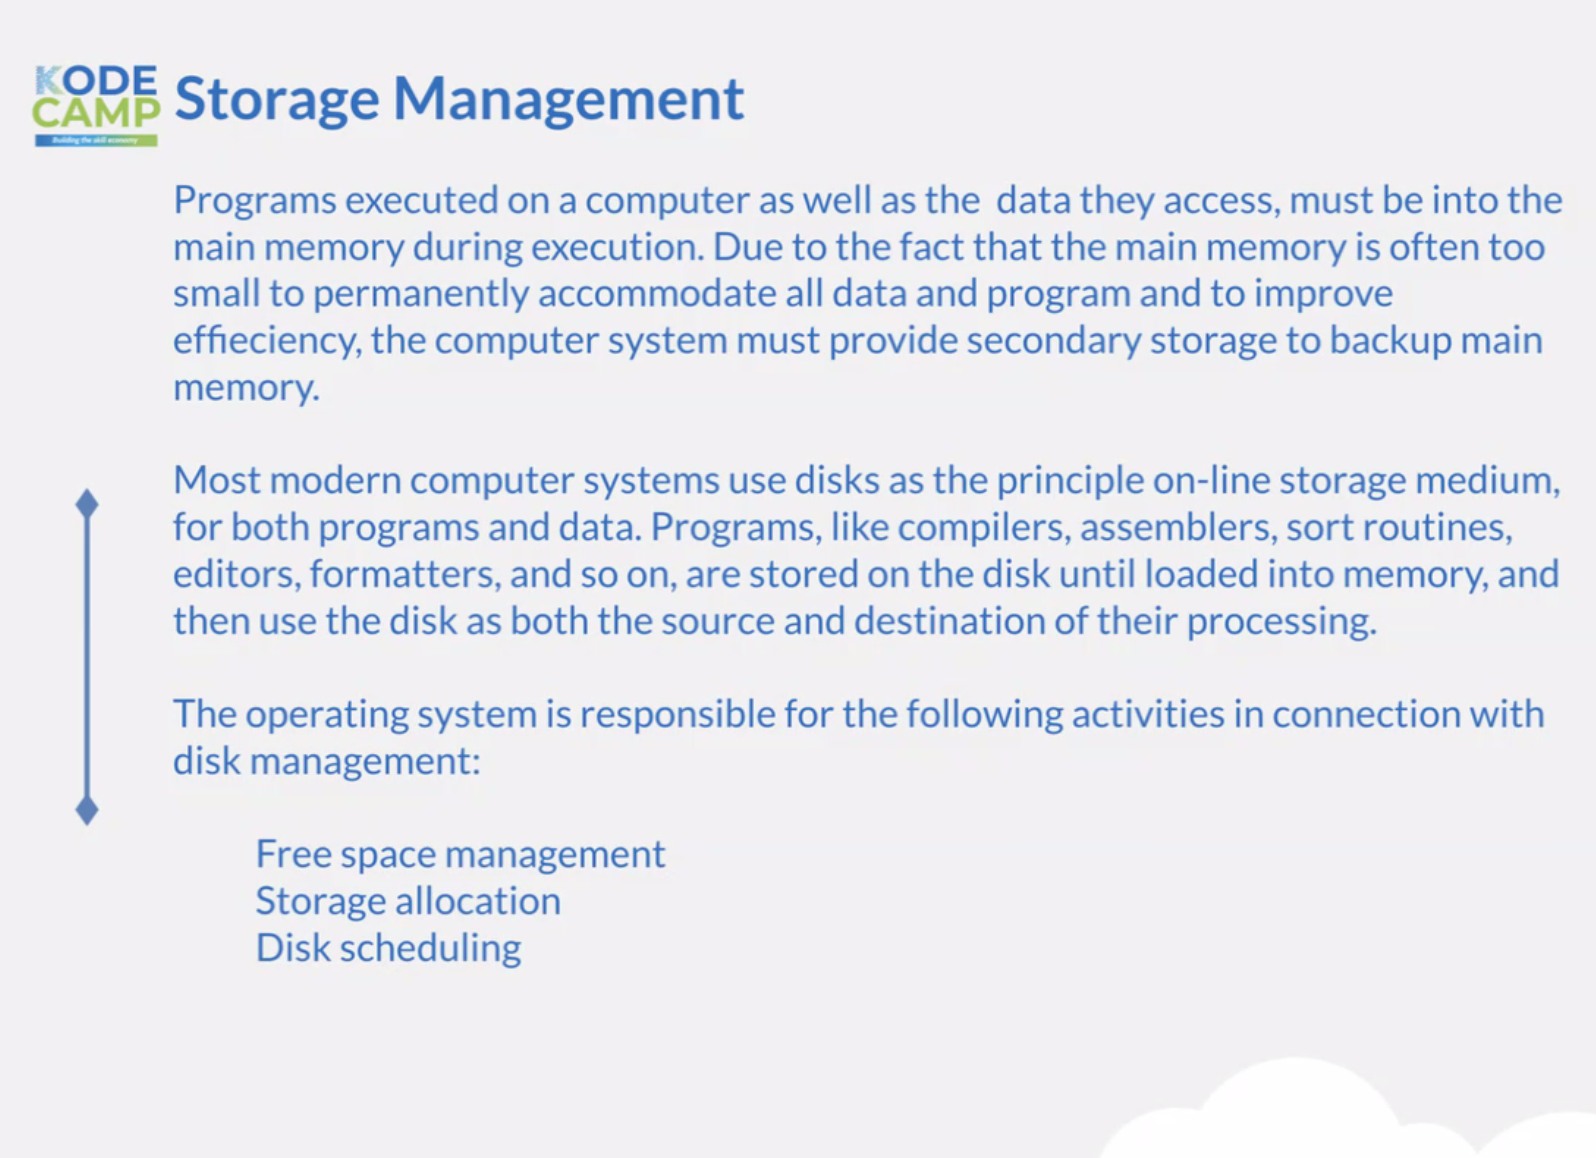 KODE
CAMP
Building the skill economy
Storage Management
Programs executed on a computer as well as the data they access, must be into the
main memory during execution. Due to the fact that the main memory is often too
small to permanently accommodate all data and program and to improve
effieciency, the computer system must provide secondary storage to backup main
memory.
Most modern computer systems use disks as the principle on-line storage medium,
for both programs and data. Programs, like compilers, assemblers, sort routines,
editors, formatters, and so on, are stored on the disk until loaded into memory, and
then use the disk as both the source and destination of their processing.
The operating system is responsible for the following activities in connection with
disk management:
Free space management
Storage allocation
Disk scheduling